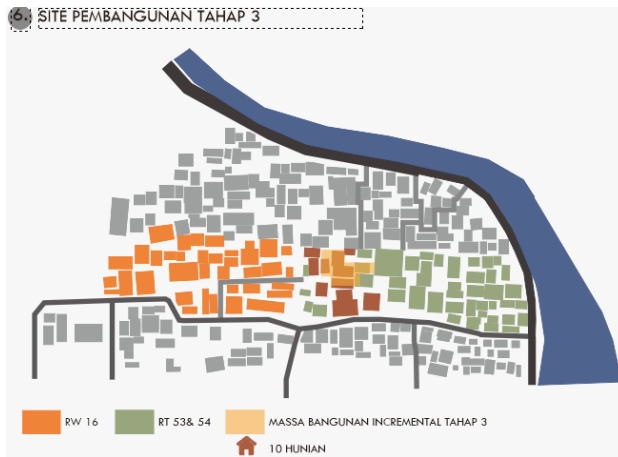 6. SITE PEMBANGUNAN TAHAP 3
RW 16
RT 53& 54
MASSA BANGUNAN INCREMENTAL TAHAP 3
10 HUNIAN